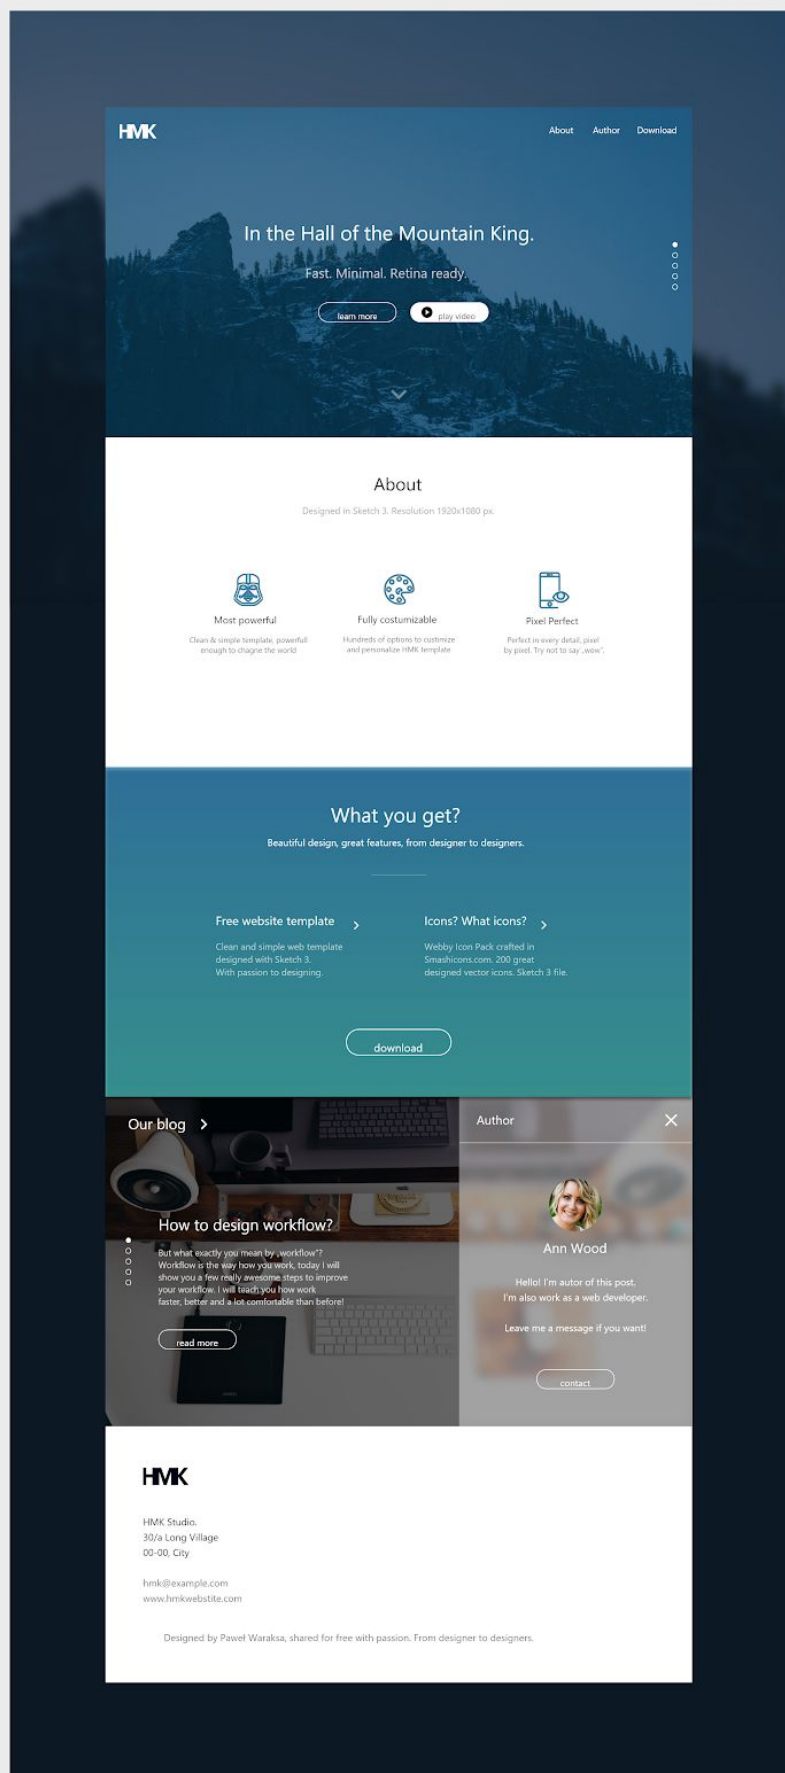 HMK
About Author Download
In the Hall of the Mountain King.
Fast. Minimal. Retina ready.
learn more play video
About
Designed in Sketch 3. Resolution 1920x1080 px.
Most powerful
Clean & simple template, powerfull
enough to chagne the world
Fully costumizable
Hundreds of options to custimize
and personalize HMK template
Pixel Perfect
Perfect in every detail, pixel
by pixel. Try not to say „wow”.
What you get?
Beautiful design, great features, from designer to designers.
Free website template
Clean and simple web template
designed with Sketch 3.
With passion to designing.
Icons? What icons?
Webby Icon Pack crafted in
Smashicons.com. 200 great
designed vector icons. Sketch 3 file.
download
Our blog
How to design workflow?
But what exactly you mean by „workflow”?
Workflow is the way how you work, today I will
show you a few really awesome steps to improve
your workflow. I will teach you how work
faster, better and a lot comfortable than before!
read more
Author
Ann Wood
Hello! I'm autor of this post.
I'm also work as a web developer.
Leave me a message if you want!
contact
HMK
HMK Studio.
30/a Long Village
00-00, City
hmk@example.com
www.hmkwebstite.com
Designed by Paweł Waraksa, shared for free with passion. From designer to designers.